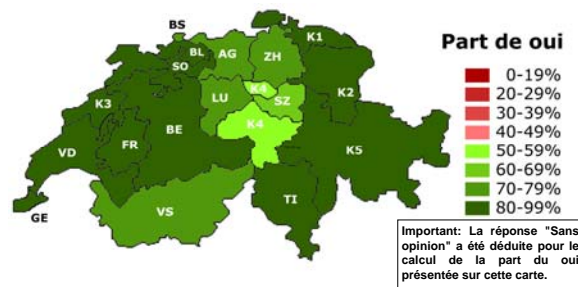 BS
BL
AG
ZH
K1
SO
K4
K2
LU
SZ
K3
K4
BE
FR
VD
K5
TI
GE
VS
Part de oui
0-19%
20-29%
30-39%
40-49%
50-59%
60-69%
70-79%
80-99%
Important: La réponse "Sans
opinion" a été déduite pour le
calcul de la part du oui
présentée sur cette carte.